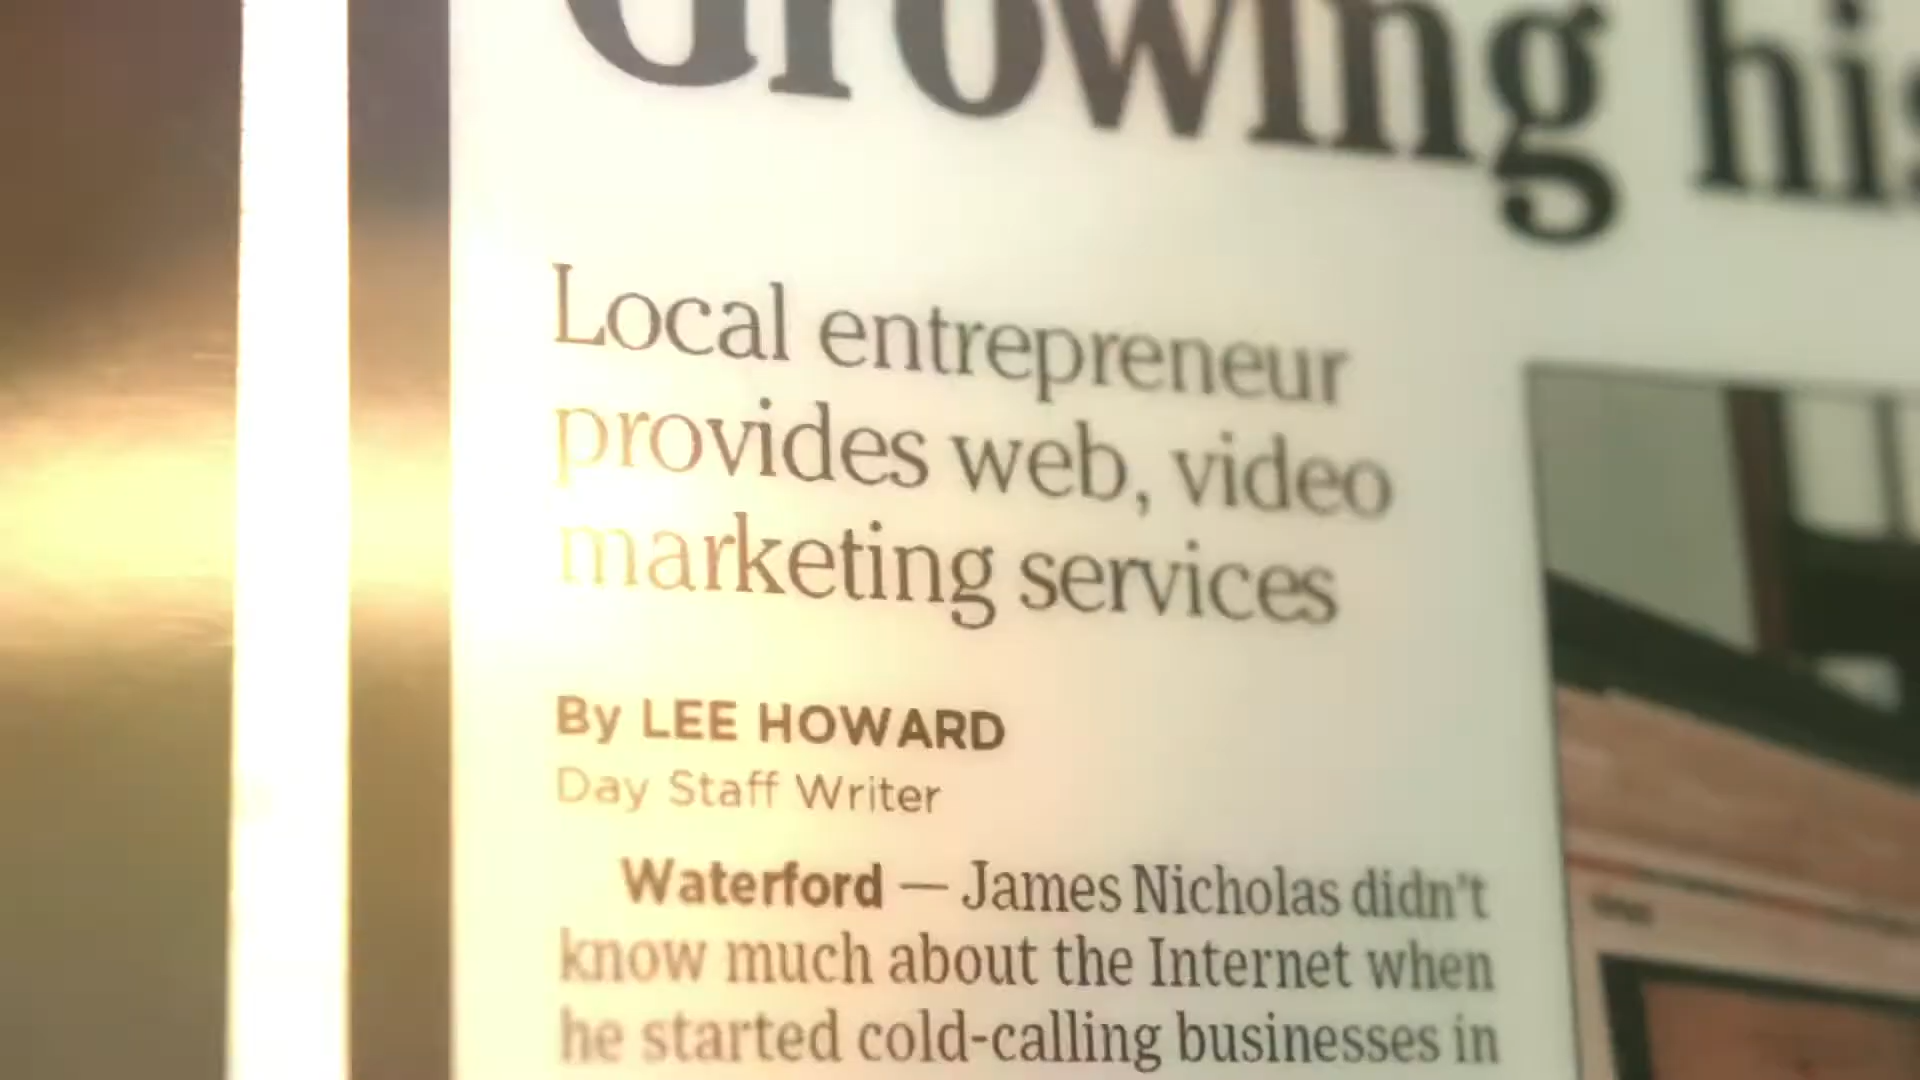 Growing his
Local entrepreneur
provides web, video
marketing services
By LEE HOWARD
Day Staff Writer
Waterford — James Nicholas didn't
know much about the Internet when
he started cold-calling businesses in